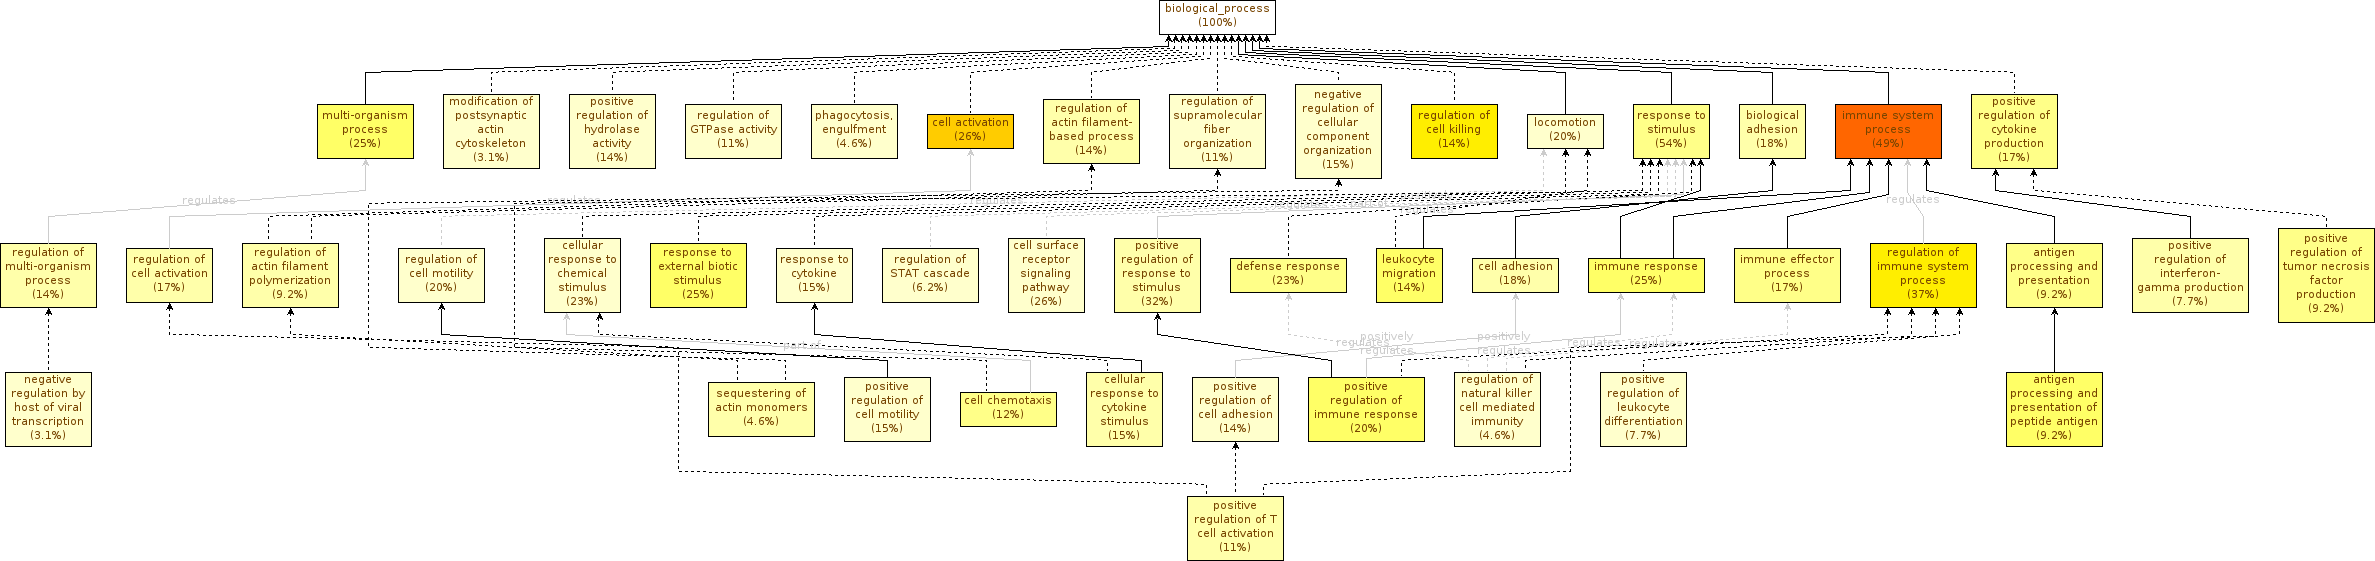 biological_process
(100%)
multi-organism
process
(25%)
modification of
postsynaptic
actin
cytoskeleton
(3.1%)
positive
regulation of
hydrolase
activity
(14%)
regulation of
GTPase activity
(11%)
phagocytosis,
engulfment
(4.6%)
cell activation
(26%)
regulation of
actin filament-
based process
(14%)
regulation of
supramolecular
fiber
organization
(11%)
negative
regulation of
cellular
component
organization
(15%)
regulation of
cell killing
(14%)
locomotion
(20%)
response to
stimulus
(54%)
biological
adhesion
(18%)
immune system
process
(49%)
positive
regulation of
cytokine
production
(17%)
regulates
regulates
regulation of
multi-organism
process
(14%)
regulation of
cell activation
(17%)
regulation of
actin filament
polymerization
(9.2%)
regulation of
cell motility
(20%)
cellular
response to
chemical
stimulus
(23%)
response to
external biotic
stimulus
(25%)
response to
cytokine
(15%)
regulation of
STAT cascade
(6.2%)
cell surface
receptor
signaling
pathway
(26%)
positive
regulation of
response to
stimulus
(32%)
defense response
(23%)
leukocyte
migration
(14%)
cell adhesion
(18%)
immune response
(25%)
immune effector
process
(17%)
regulation of
immune system
process
(37%)
antigen
processing and
presentation
(9.2%)
positive
regulation of
interferon-
gamma production
(7.7%)
positive
regulation of
tumor necrosis
factor
production
(9.2%)
part of
regulates
positively
regulates
positively
regulates
regulates
regulates
negative
regulation by
host of viral
transcription
(3.1%)
sequestering of
actin monomers
(4.6%)
positive
regulation of
cell motility
(15%)
cell chemotaxis
(12%)
cellular
response to
cytokine
stimulus
(15%)
positive
regulation of
cell adhesion
(14%)
positive
regulation of
immune response
(20%)
regulation of
natural killer
cell mediated
immunity
(4.6%)
positive
regulation of
leukocyte
differentiation
(7.7%)
antigen
processing and
presentation of
peptide antigen
(9.2%)
positive
regulation of T
cell activation
(11%)